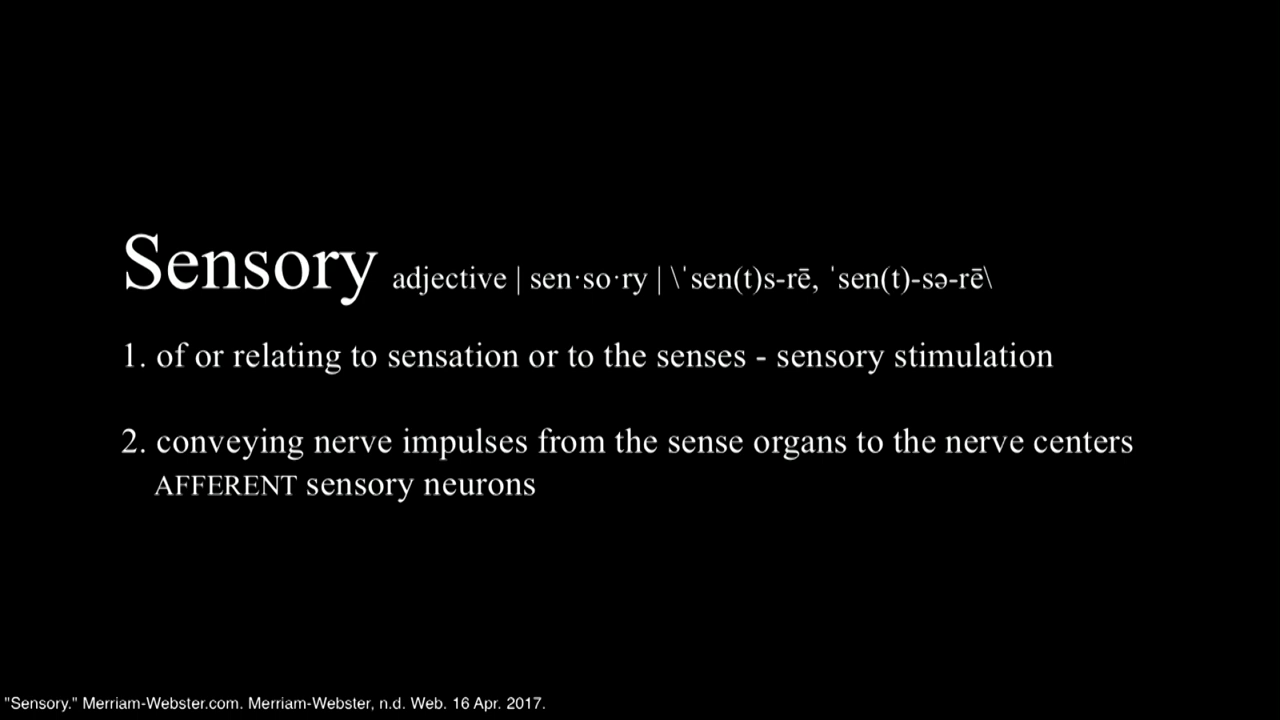 Sensory adjective | sen·so·ry | \ˈsen(t)s-rē, ˈsen(t)-sə-rē\
1. of or relating to sensation or to the senses - sensory stimulation
2. conveying nerve impulses from the sense organs to the nerve centers
AFFERENT sensory neurons
"Sensory." Merriam-Webster.com. Merriam-Webster, n.d. Web. 16 Apr. 2017.